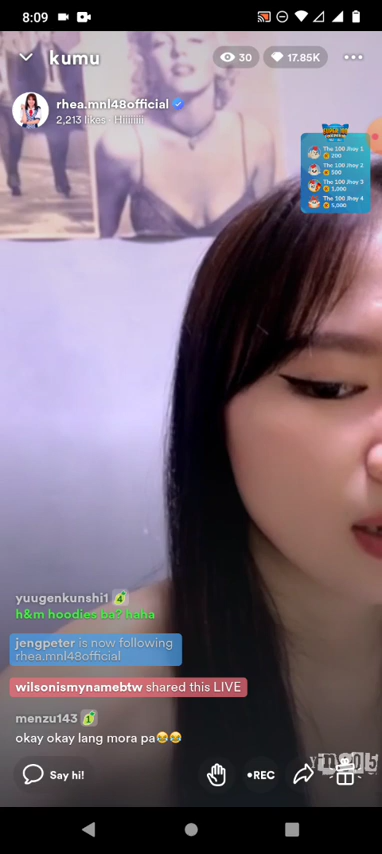 8:09
kumu
30
17.85K
rhea.mnl48official
2,213 likes · Hiiiiiii
The 100 Jhay 1
200
The 100 Jhay 2
500
The 100 Jhay 3
1,000
The 100 Jhay 4
5,000
yuugenkunshi1 4
h&m hoodies ba? haha
jengpeter is now following
rhea.mnl48official
wilsonismynamebtw shared this LIVE
menzu143 1
okay okay lang mora pa😂😂
Say hi!
•REC